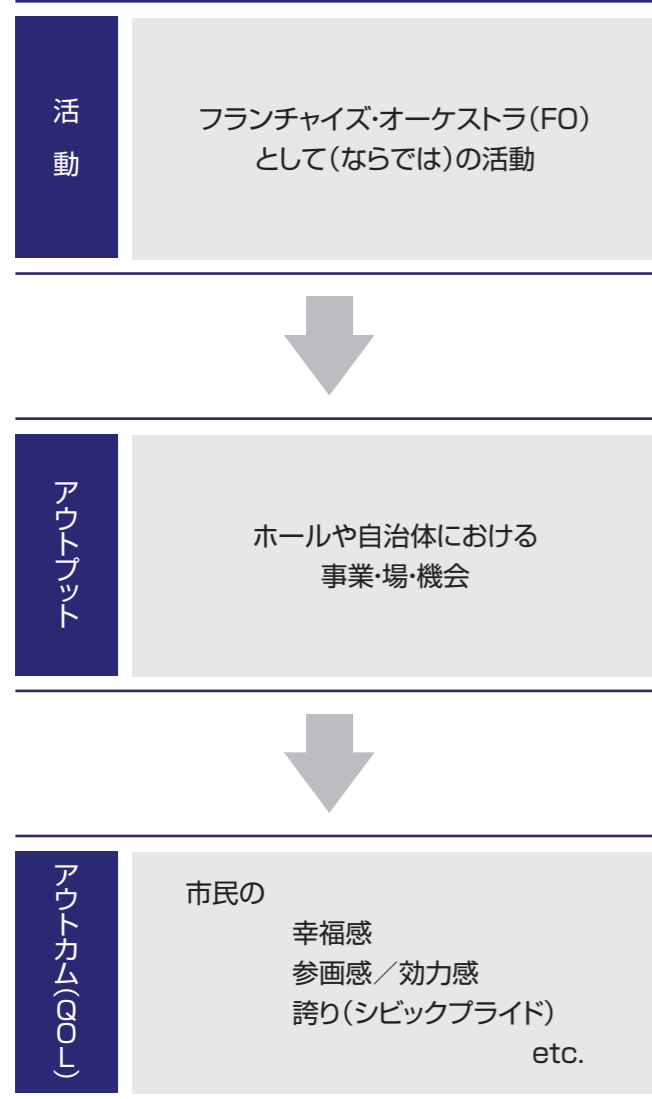 活動
フランチャイズ・オーケストラ（FO）
として（ならでは）の活動
アウトプット
ホールや自治体における
事業・場・機会
アウトカム（QOL）
市民の
幸福感
参画感／効力感
誇り（シビックプライド）
etc.